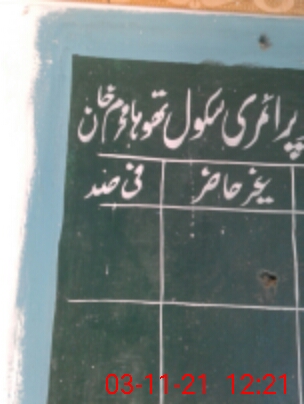 پرائمری سکول تھوہا محرم خان
غیر حاضر
فی صد
03-11-21 12:21